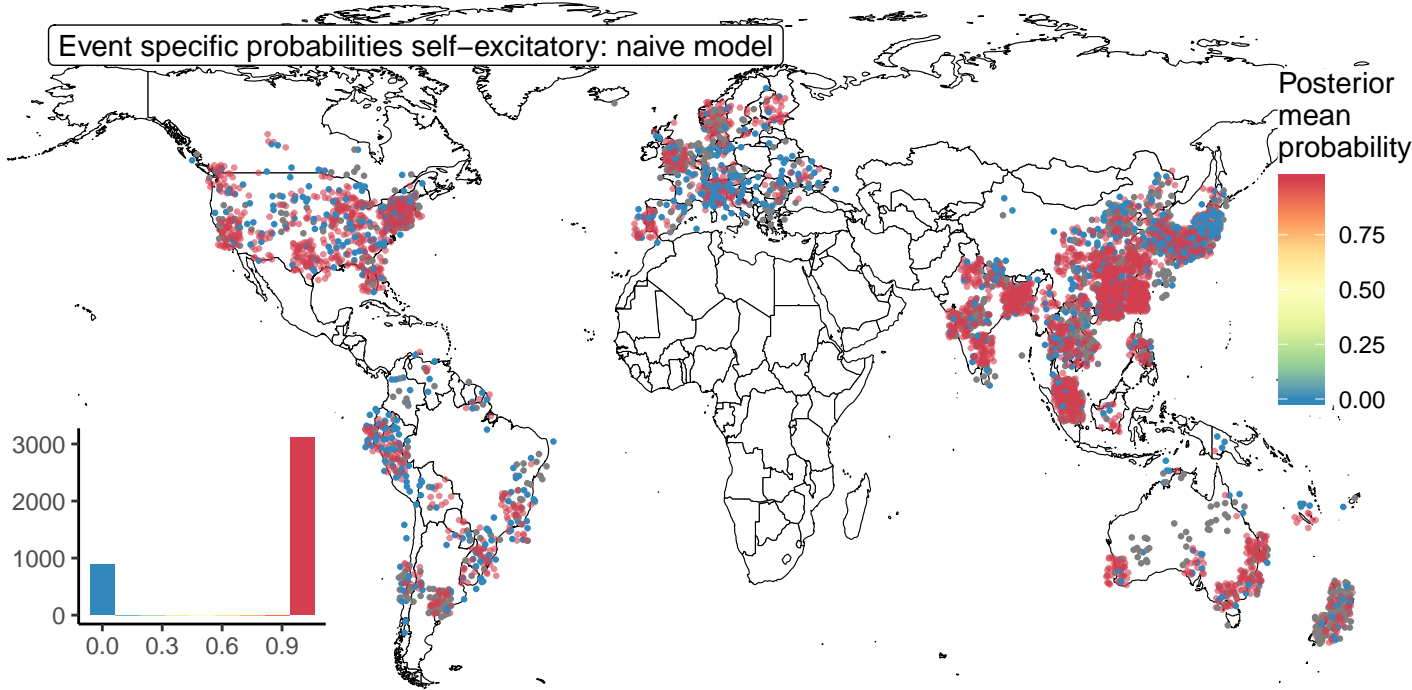 Event specific probabilities self−excitatory: naive model
Posterior
mean
probability
0.75
0.50
0.25
0.00
3000
2000
1000
0
0.0 0.3 0.6 0.9